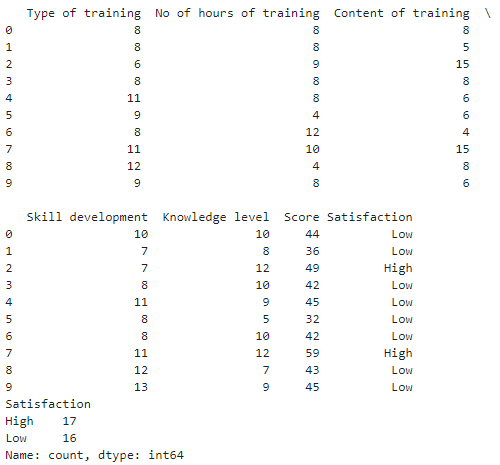 Type of training  No of hours of training  Content of training  \
0                 8                        8                    8
1                 8                        8                    5
2                 6                        9                   15
3                 8                        8                    8
4                11                        8                    6
5                 9                        4                    6
6                 8                       12                    4
7                11                       10                   15
8                12                        4                    8
9                 9                        8                    6
Skill development  Knowledge level  Score Satisfaction
0                 10               10     44          Low
1                  7                8     36          Low
2                  7               12     49         High
3                  8               10     42          Low
4                 11                9     45          Low
5                  8                5     32          Low
6                  8               10     42          Low
7                 11               12     59         High
8                 12                7     43          Low
9                 13                9     45          Low
Satisfaction
High    17
Low     16
Name: count, dtype: int64